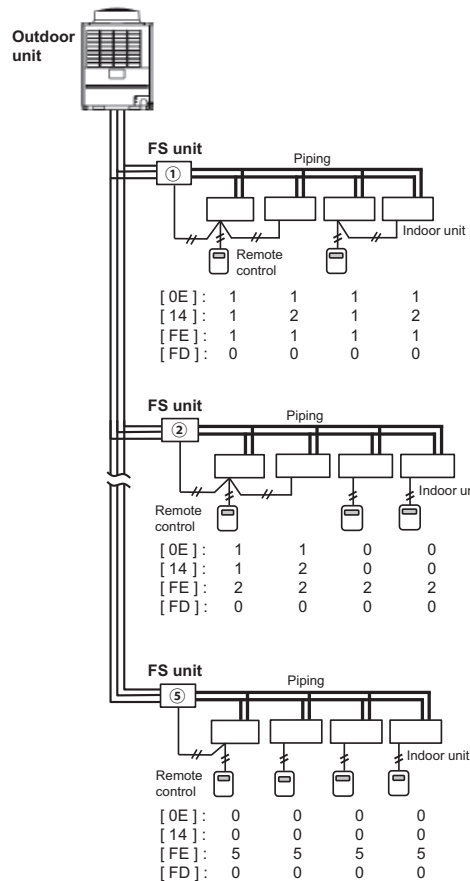 Outdoor
unit
FS unit
①
Piping
Indoor unit
Remote
control
[ 0E ] : 1 1 1 1
[ 14 ] : 1 2 1 2
[ FE ] : 1 1 1 1
[ FD ] : 0 0 0 0
FS unit
②
Piping
Indoor ur
Remote
control
[ 0E ] : 1 1 0 0
[ 14 ] : 1 2 0 0
[ FE ] : 2 2 2 2
[ FD ] : 0 0 0 0
FS unit
⑤
Piping
Indoor unit
Remote
control
[ 0E ] : 0 0 0 0
[ 14 ] : 0 0 0 0
[ FE ] : 5 5 5 5
[ FD ] : 0 0 0 0